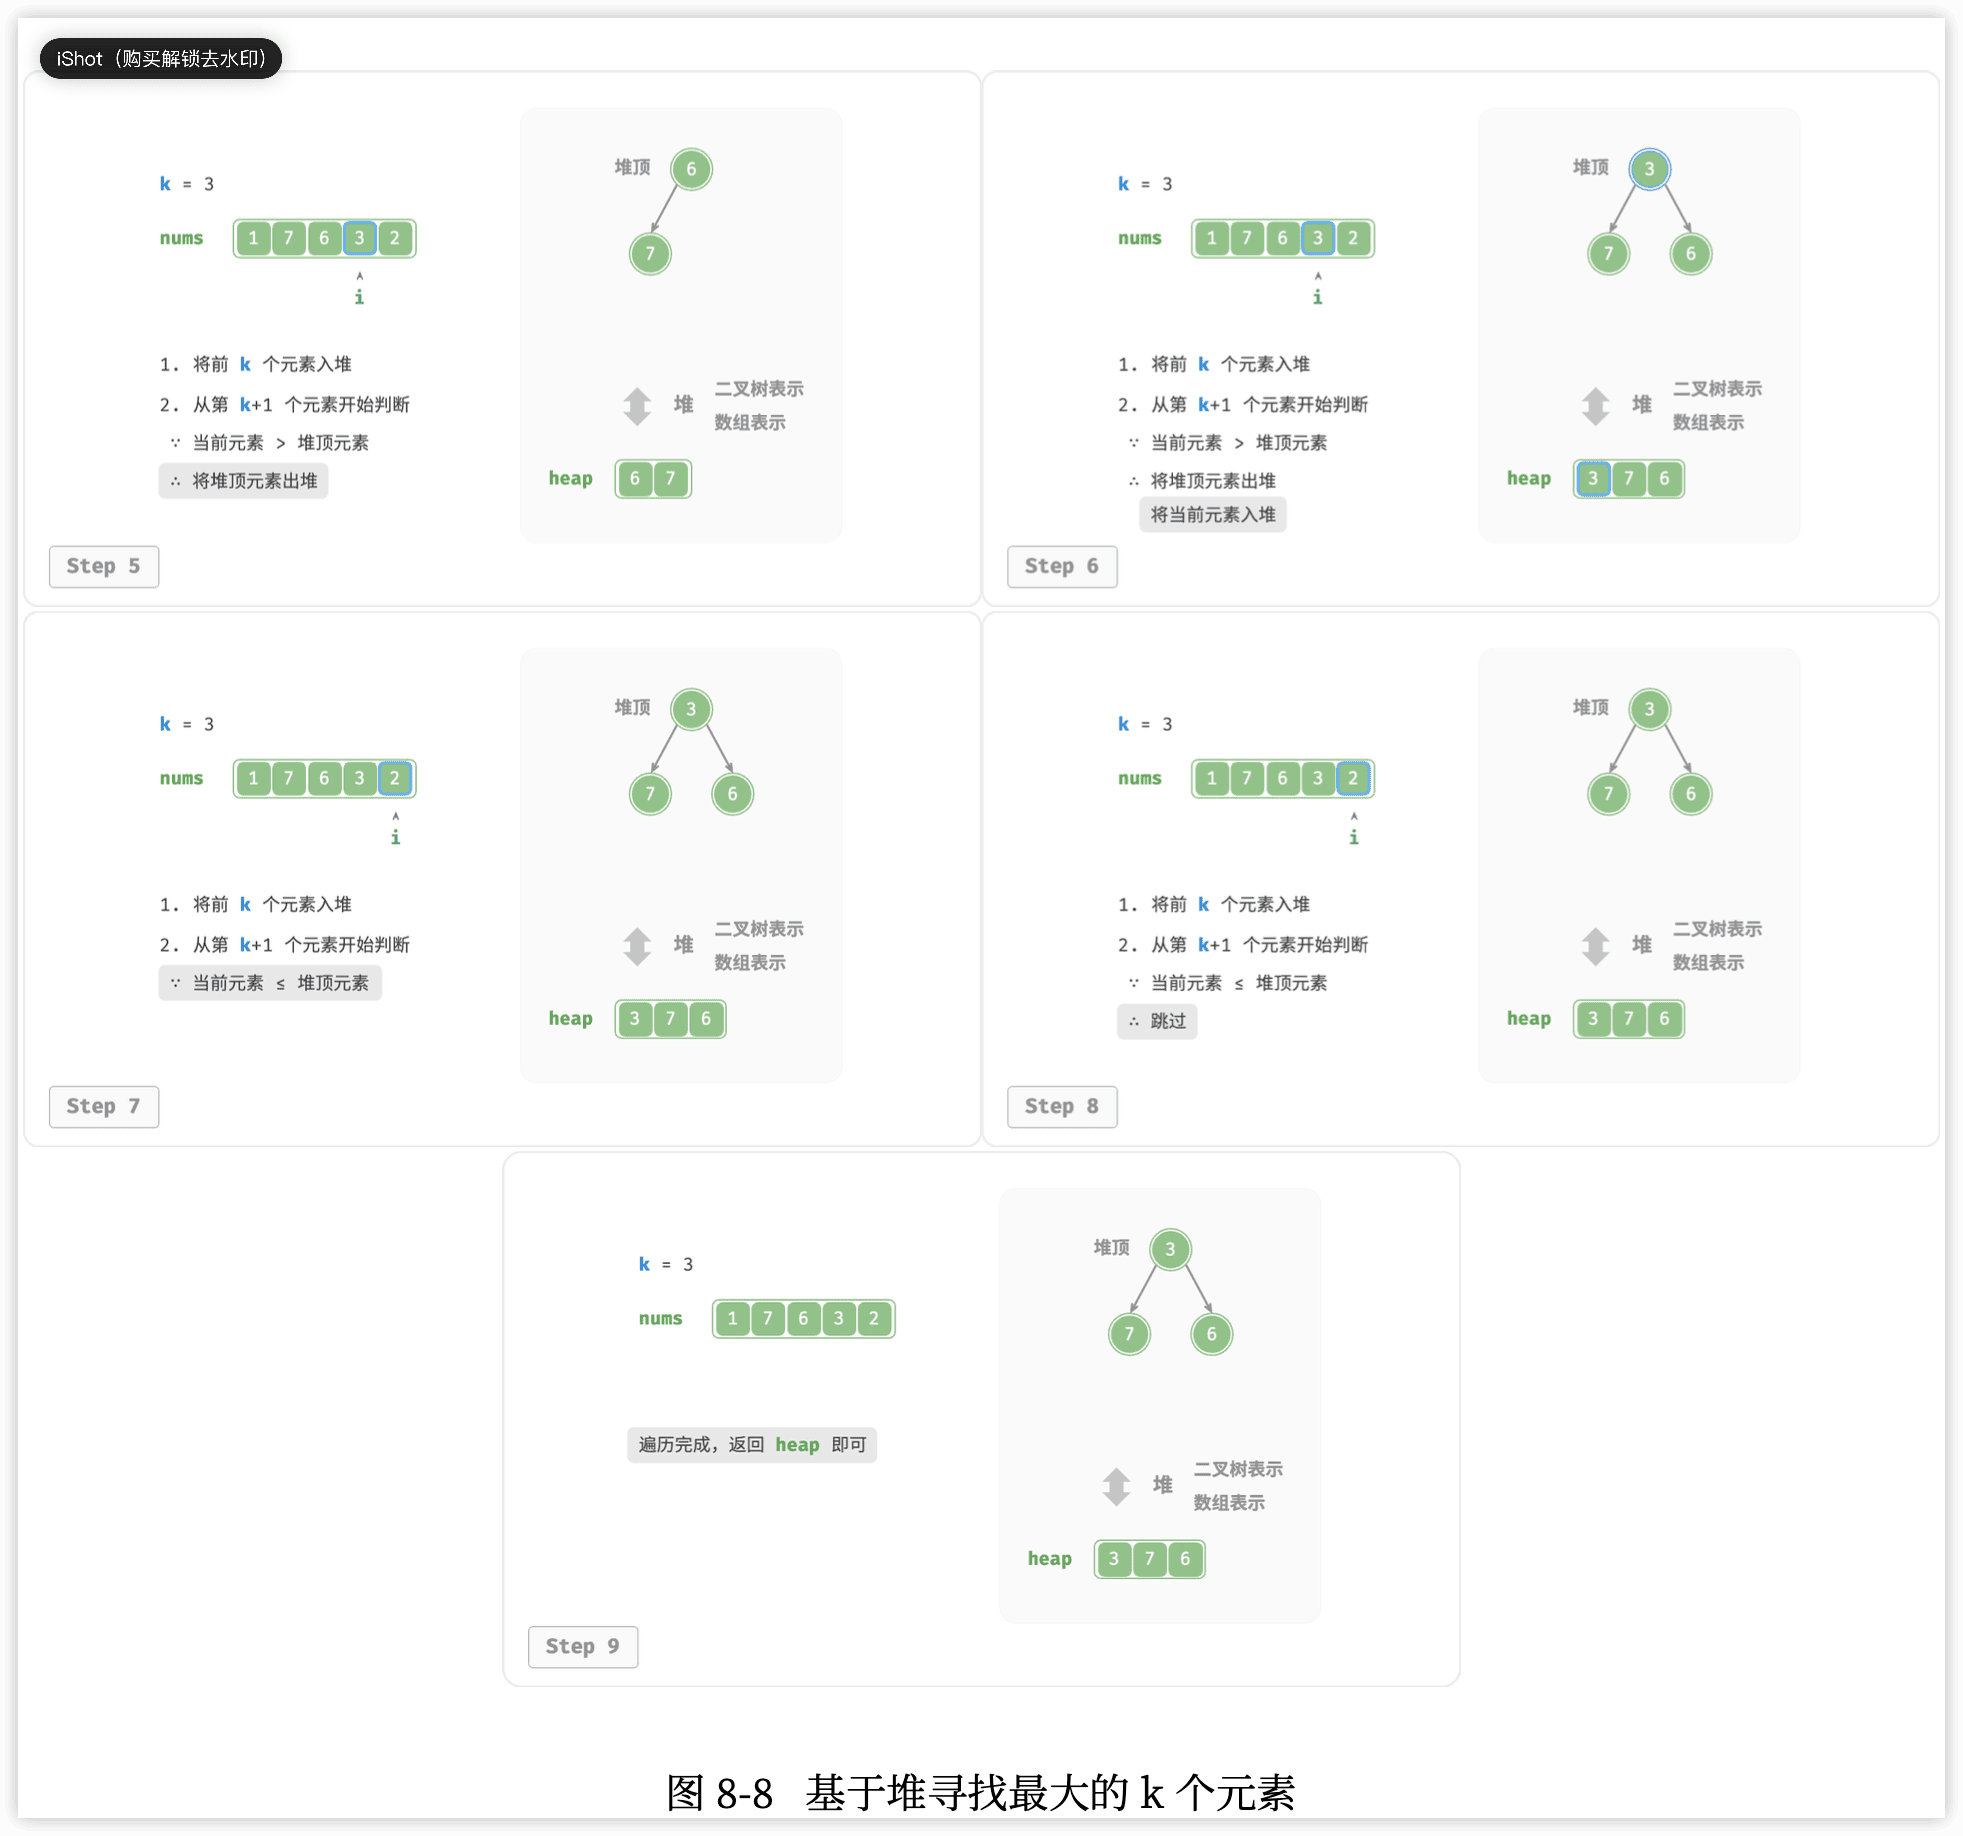 iShot（购买解锁去水印）
k = 3
nums 1 7 6 3 2
i
1. 将前 k 个元素入堆
2. 从第 k+1 个元素开始判断
∵ 当前元素 > 堆顶元素
∴ 将堆顶元素出堆
堆顶 6
7
堆 二叉树表示
数组表示
heap 6 7
Step 5
k = 3
nums 1 7 6 3 2
i
1. 将前 k 个元素入堆
2. 从第 k+1 个元素开始判断
∵ 当前元素 > 堆顶元素
∴ 将堆顶元素出堆
将当前元素入堆
堆顶 3
7 6
堆 二叉树表示
数组表示
heap 3 7 6
Step 6
k = 3
nums 1 7 6 3 2
i
1. 将前 k 个元素入堆
2. 从第 k+1 个元素开始判断
∵ 当前元素 ≤ 堆顶元素
堆顶 3
7 6
堆 二叉树表示
数组表示
heap 3 7 6
Step 7
k = 3
nums 1 7 6 3 2
i
1. 将前 k 个元素入堆
2. 从第 k+1 个元素开始判断
∵ 当前元素 ≤ 堆顶元素
∴ 跳过
堆顶 3
7 6
堆 二叉树表示
数组表示
heap 3 7 6
Step 8
k = 3
nums 1 7 6 3 2
遍历完成，返回 heap 即可
堆顶 3
7 6
堆 二叉树表示
数组表示
heap 3 7 6
Step 9
图 8-8 基于堆寻找最大的 k 个元素